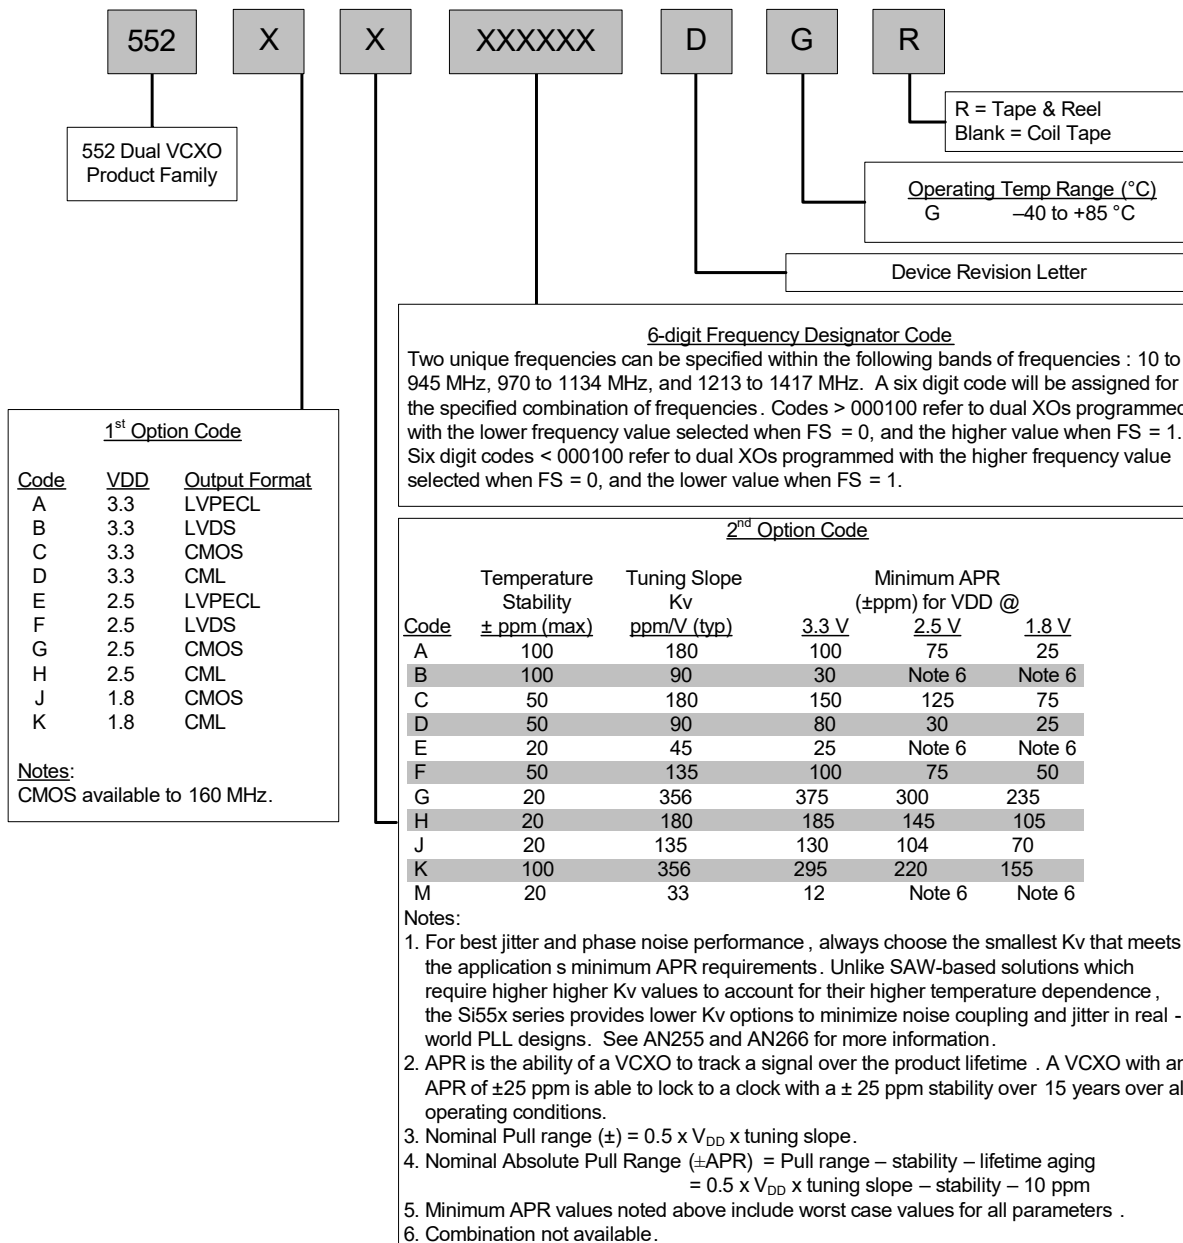 552 X X XXXXXX D G R
R = Tape & Reel
Blank = Coil Tape
552 Dual VCXO
Product Family
Operating Temp Range (°C)
G –40 to +85 °C
Device Revision Letter
6-digit Frequency Designator Code
Two unique frequencies can be specified within the following bands of frequencies : 10 to
945 MHz, 970 to 1134 MHz, and 1213 to 1417 MHz. A six digit code will be assigned for
the specified combination of frequencies. Codes > 000100 refer to dual XOs programmed
with the lower frequency value selected when FS = 0, and the higher value when FS = 1.
Six digit codes < 000100 refer to dual XOs programmed with the higher frequency value
selected when FS = 0, and the lower value when FS = 1.
1st Option Code
Code VDD Output Format
A 3.3 LVPECL
B 3.3 LVDS
C 3.3 CMOS
D 3.3 CML
E 2.5 LVPECL
F 2.5 LVDS
G 2.5 CMOS
H 2.5 CML
J 1.8 CMOS
K 1.8 CML
Notes:
CMOS available to 160 MHz.
2nd Option Code
Temperature Tuning Slope Minimum APR
Stability Kv (±ppm) for VDD @
Code ± ppm (max) ppm/V (typ) 3.3 V 2.5 V 1.8 V
A 100 180 100 75 25
B 100 90 30 Note 6 Note 6
C 50 180 150 125 75
D 50 90 80 30 25
E 20 45 25 Note 6 Note 6
F 50 135 100 75 50
G 20 356 375 300 235
H 20 180 185 145 105
J 20 135 130 104 70
K 100 356 295 220 155
M 20 33 12 Note 6 Note 6
Notes:
1. For best jitter and phase noise performance , always choose the smallest Kv that meets
the application s minimum APR requirements. Unlike SAW-based solutions which
require higher higher Kv values to account for their higher temperature dependence ,
the Si55x series provides lower Kv options to minimize noise coupling and jitter in real -
world PLL designs. See AN255 and AN266 for more information.
2. APR is the ability of a VCXO to track a signal over the product lifetime . A VCXO with an
APR of ±25 ppm is able to lock to a clock with a ± 25 ppm stability over 15 years over al
operating conditions.
3. Nominal Pull range (±) = 0.5 x VDD x tuning slope.
4. Nominal Absolute Pull Range (±APR) = Pull range – stability – lifetime aging
= 0.5 x VDD x tuning slope – stability – 10 ppm
5. Minimum APR values noted above include worst case values for all parameters .
6. Combination not available.